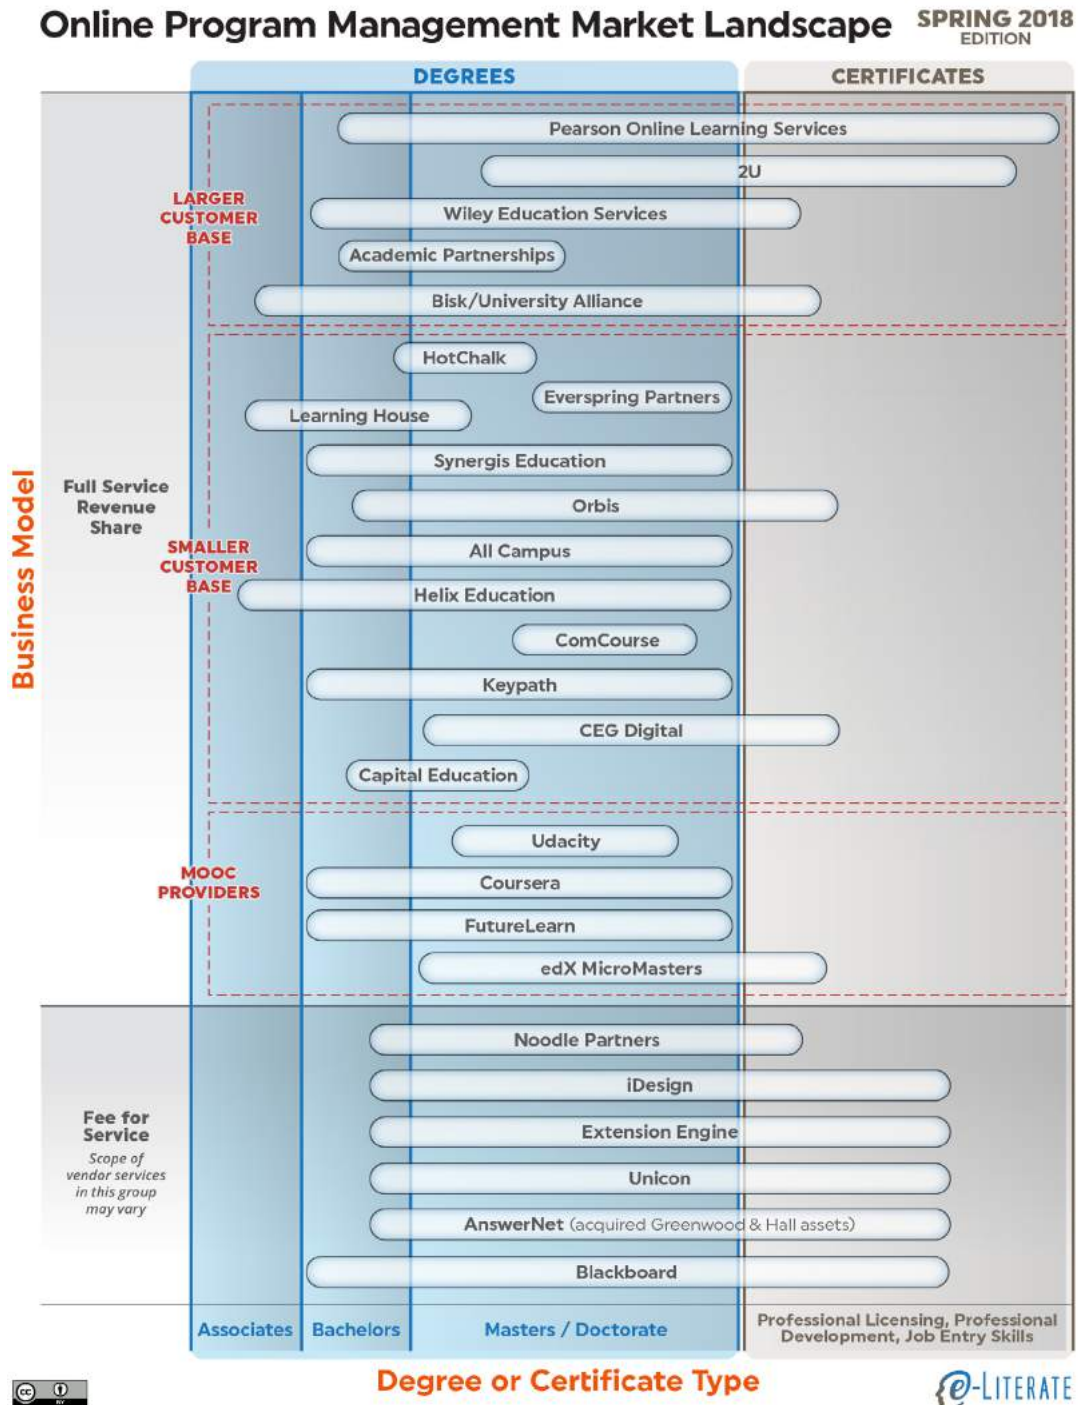 Online Program Management Market Landscape
SPRING 2018
EDITION
DEGREES
CERTIFICATES
Pearson Online Learning Services
2U
LARGER
CUSTOMER
BASE
Wiley Education Services
Academic Partnerships
Bisk/University Alliance
HotChalk
Everspring Partners
Learning House
Synergis Education
Business Model
Full Service
Revenue
Share
Orbis
SMALLER
CUSTOMER
BASE
All Campus
Helix Education
ComCourse
Keypath
CEG Digital
Capital Education
Udacity
MOOC
PROVIDERS
Coursera
FutureLearn
edX MicroMasters
Noodle Partners
iDesign
Fee for
Service
Scope of
vendor services
in this group
may vary
Extension Engine
Unicon
AnswerNet (acquired Greenwood & Hall assets)
Blackboard
Associates
Bachelors
Masters / Doctorate
Professional Licensing, Professional
Development, Job Entry Skills
Degree or Certificate Type
cc
BY
e-LITERATE